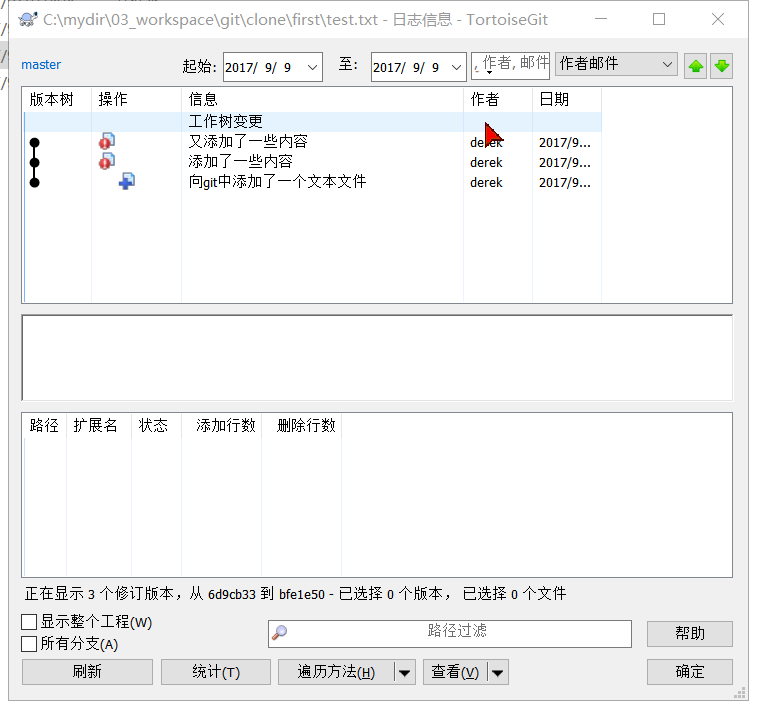 C:\mydir\03_workspace\git\clone\first\test.txt - 日志信息 - TortoiseGit
master 起始: 2017/ 9/ 9 至: 2017/ 9/ 9 作者, 邮件 作者邮件
版本树 操作 信息 作者 日期
工作树变更
又添加了一些内容 derek 2017/9...
添加了一些内容 derek 2017/9...
向git中添加了一个文本文件 derek 2017/9...
路径 扩展名 状态 添加行数 删除行数
正在显示 3 个修订版本，从 6d9cb33 到 bfe1e50 - 已选择 0 个版本， 已选择 0 个文件
显示整个工程(W)
路径过滤 帮助
所有分支(A)
刷新 统计(T) 遍历方法(H) 查看(V) 确定